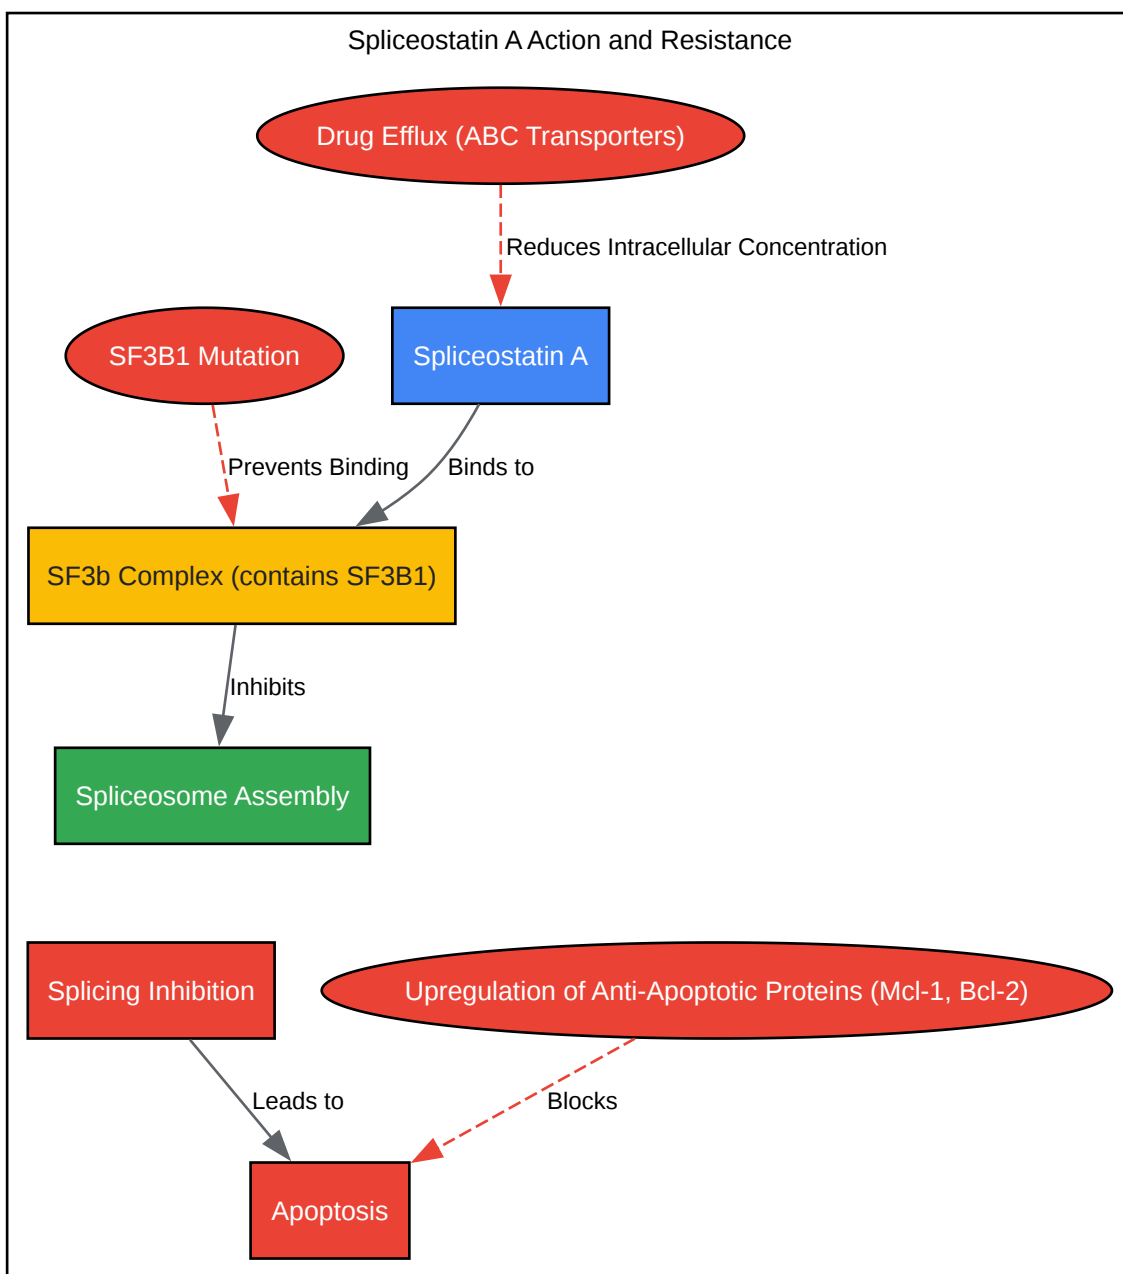 Spliceostatin A Action and Resistance
Drug Efflux (ABC Transporters)
Reduces Intracellular Concentration
SF3B1 Mutation
Spliceostatin A
Prevents Binding
Binds to
SF3b Complex (contains SF3B1)
Inhibits
Spliceosome Assembly
Splicing Inhibition
Upregulation of Anti-Apoptotic Proteins (Mcl-1, Bcl-2)
Leads to
Blocks
Apoptosis